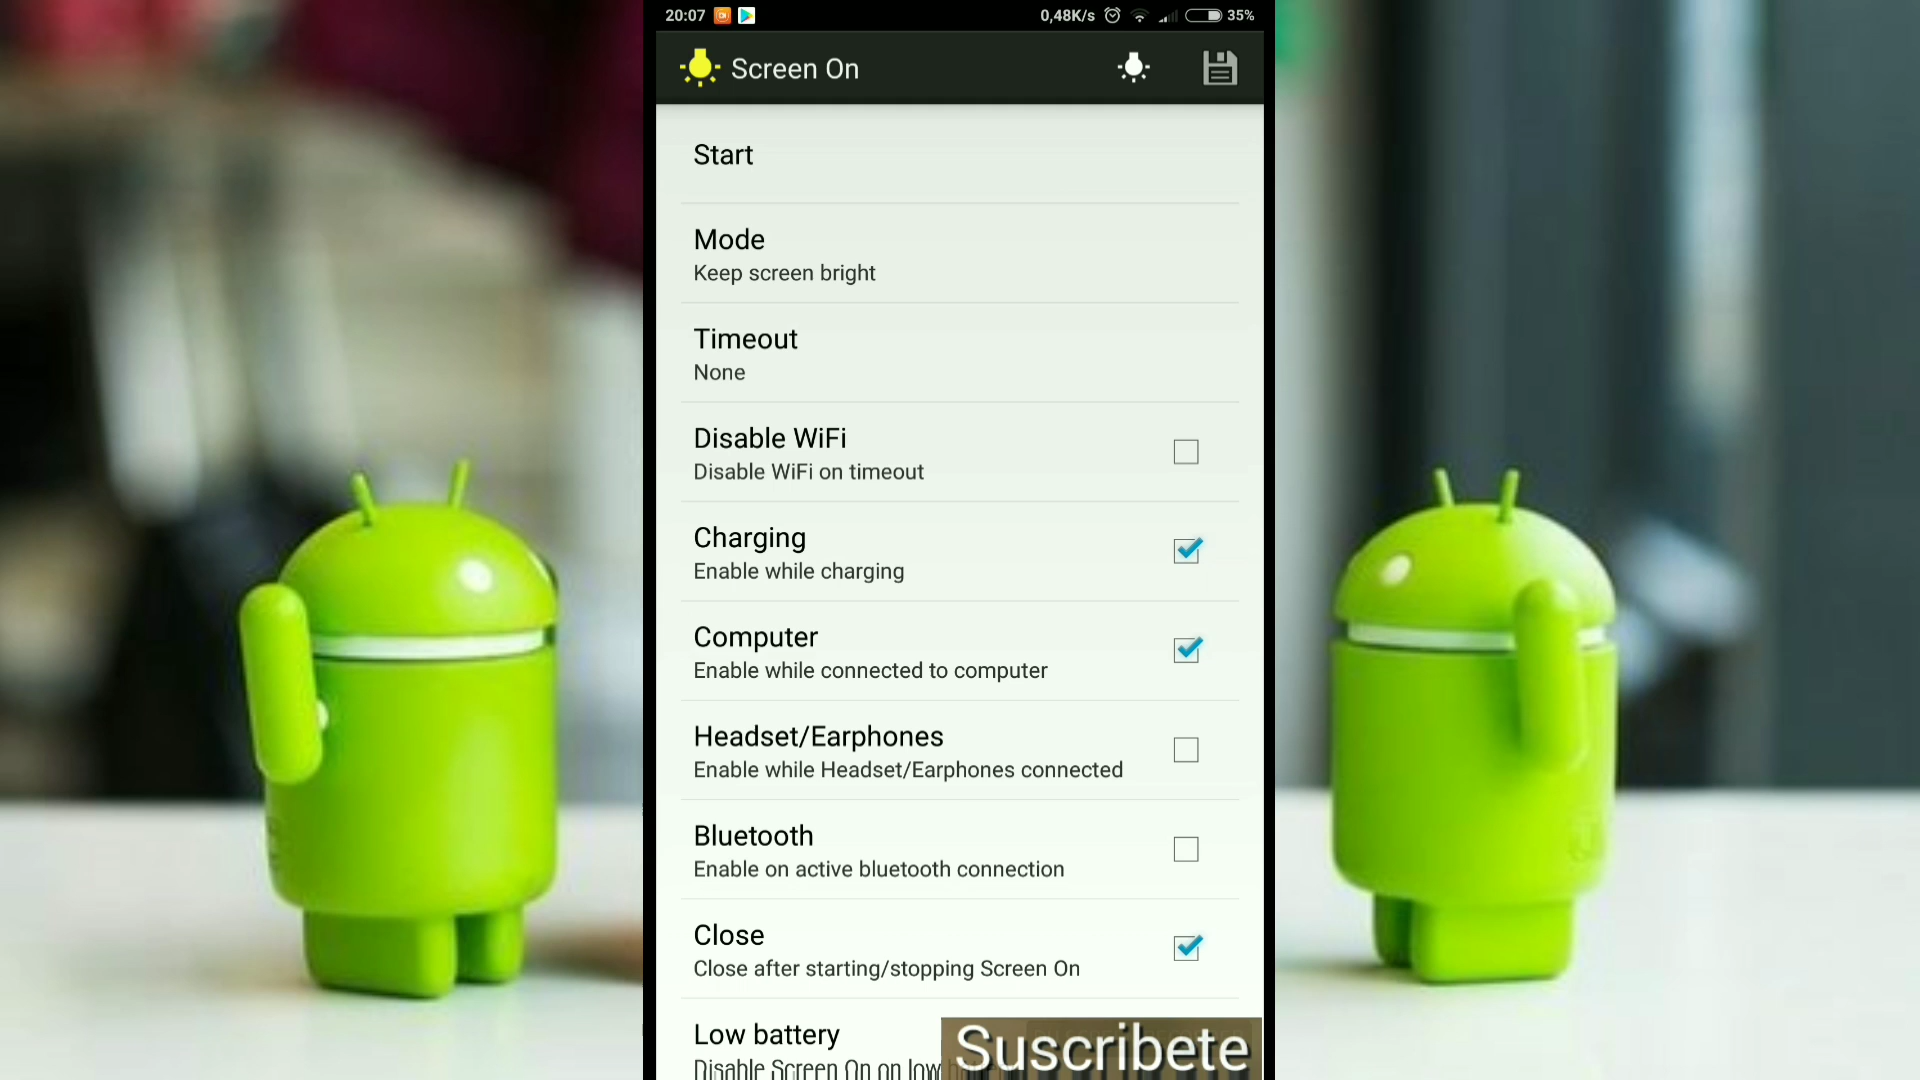 20:07 0,48K/s 35%
Screen On
Start
Mode
Keep screen bright
Timeout
None
Disable WiFi
Disable WiFi on timeout
Charging
Enable while charging
Computer
Enable while connected to computer
Headset/Earphones
Enable while Headset/Earphones connected
Bluetooth
Enable on active bluetooth connection
Close
Close after starting/stopping Screen On
Low battery
Disable Screen On on low
Suscribete